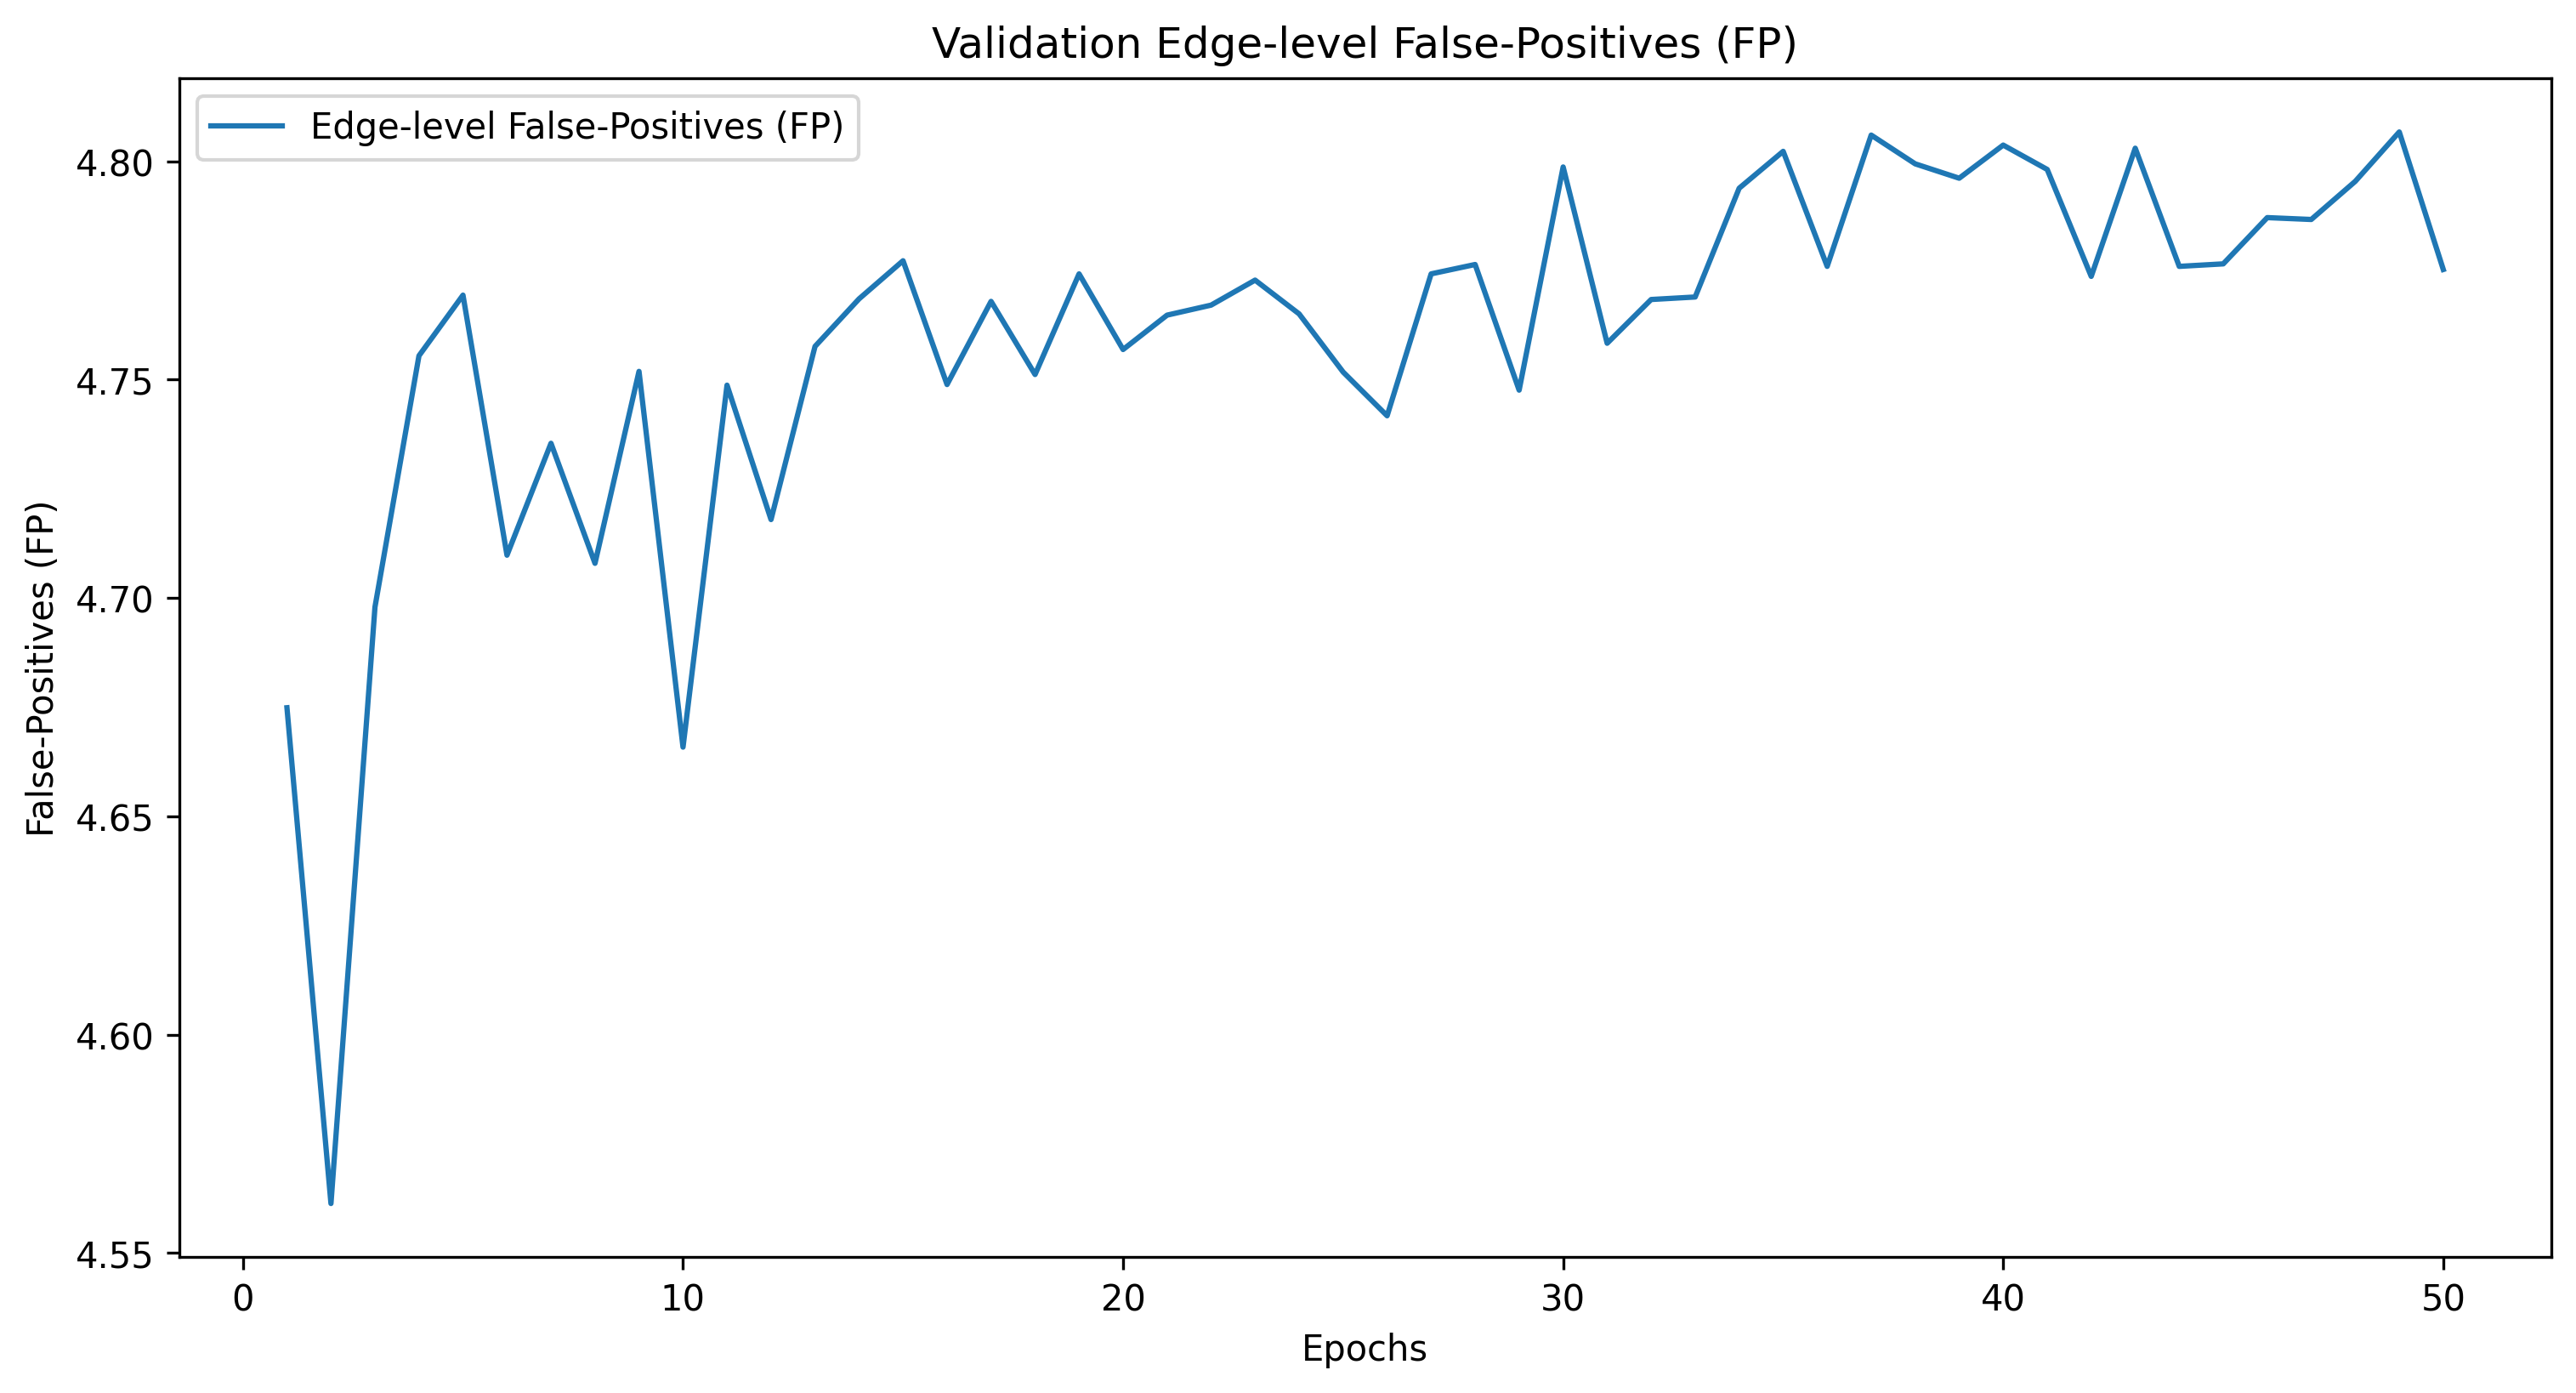 Validation Edge-level False-Positives (FP)
Edge-level False-Positives (FP)
False-Positives (FP)
4.80
4.75
4.70
4.65
4.60
4.55
0 10 20 30 40 50
Epochs